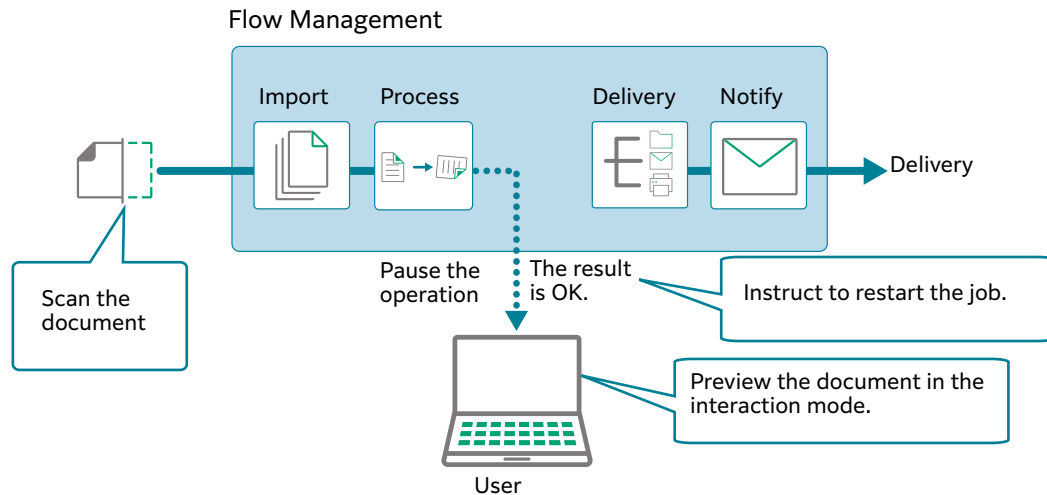 Flow Management
Import
Process
Delivery
Notify
Delivery
Scan the
document
Pause the
operation
The result
is OK.
Instruct to restart the job.
Preview the document in the
interaction mode.
User